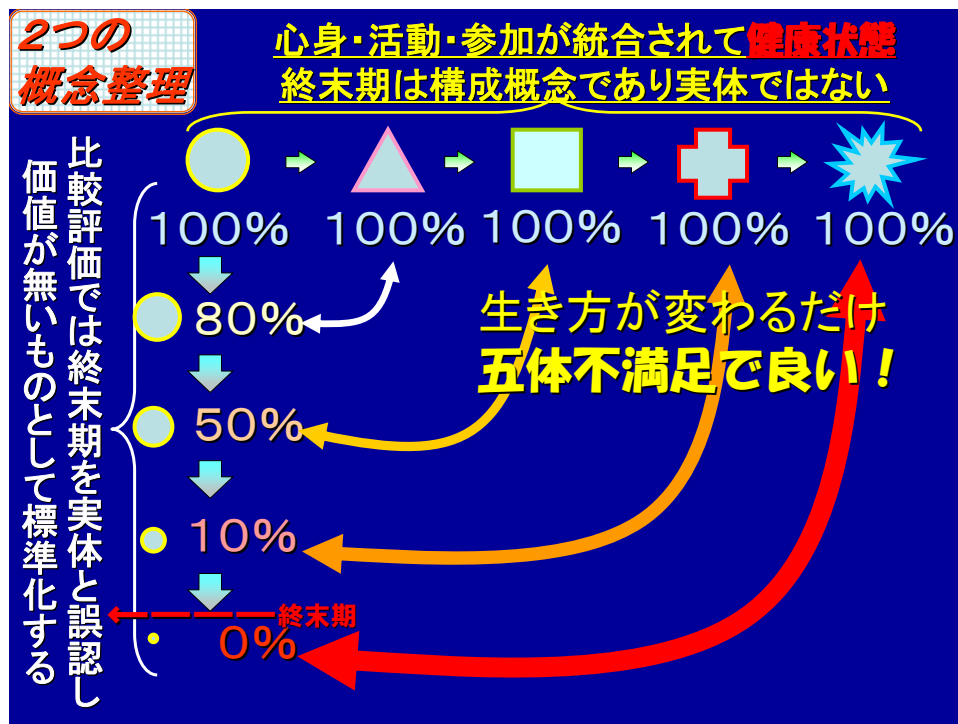 2つの
概念整理
心身・活動・参加が統合されて健康状態
終末期は構成概念であり実体ではない
100% 100% 100% 100% 100%
生き方が変わるだけ
五体不満足で良い！
80%
50%
10%
終末期
0%
比較評価では終末期を実体と誤認し
価値が無いものとして標準化する